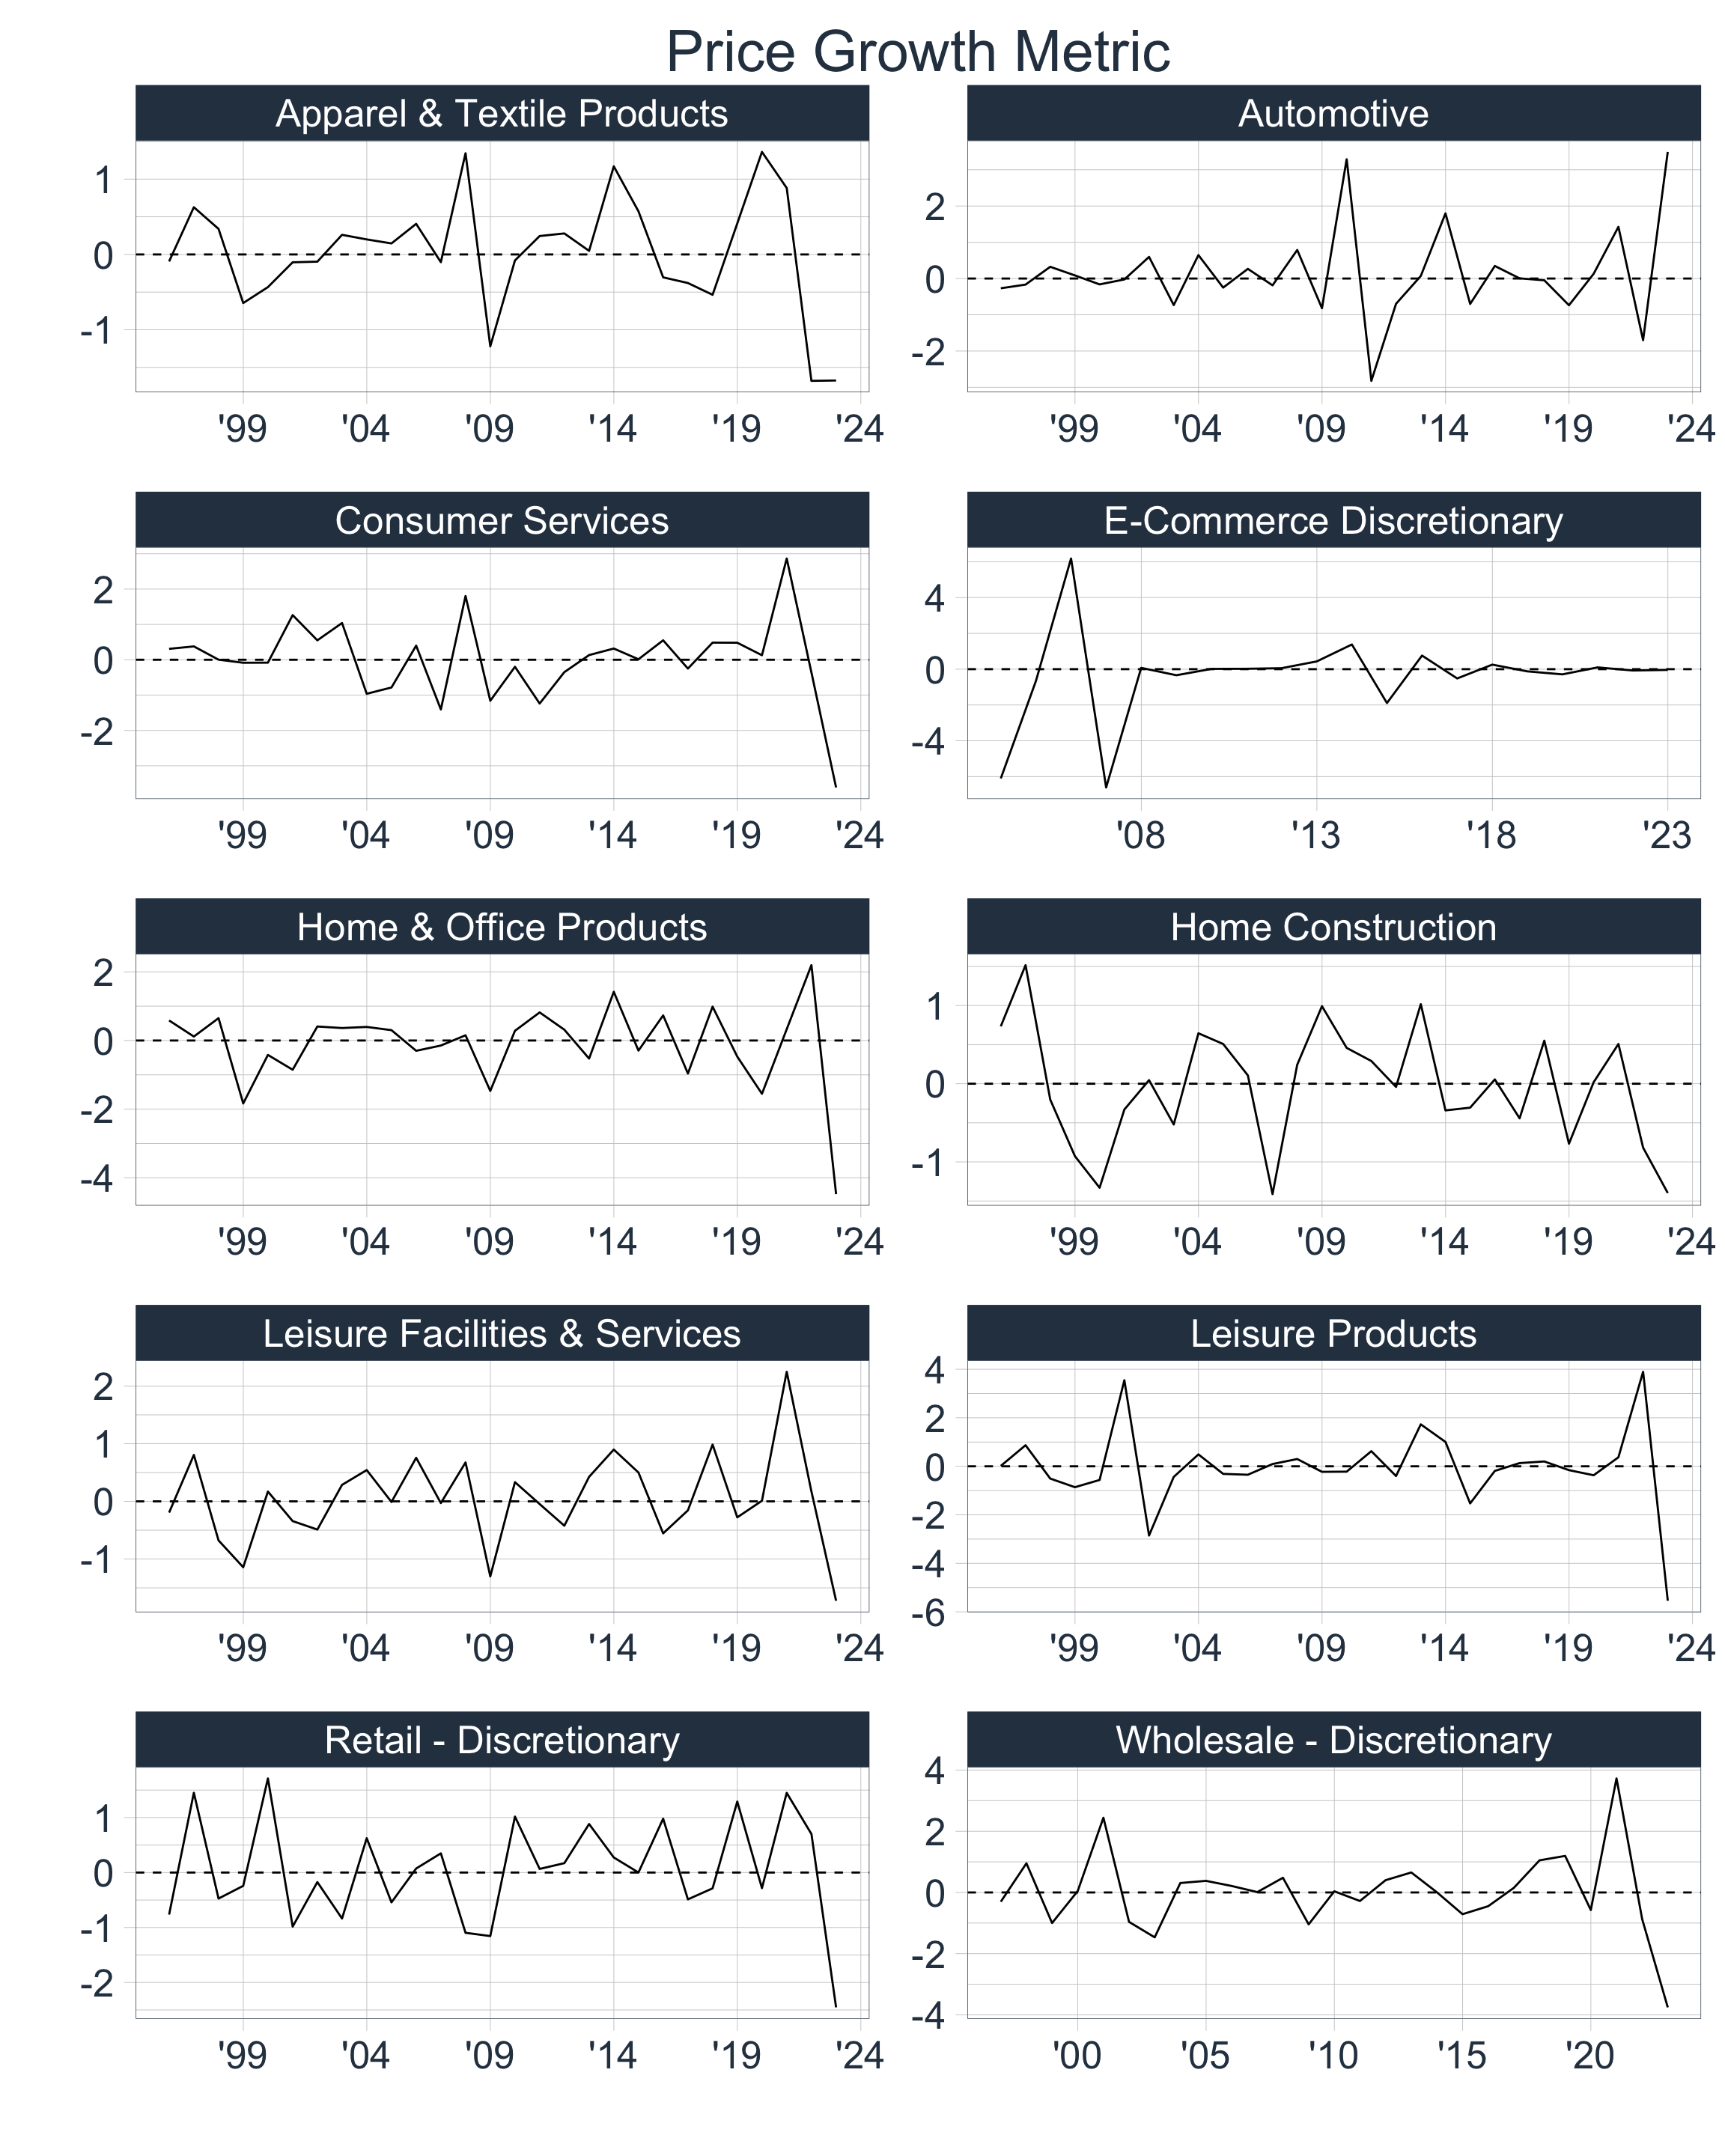 Price Growth Metric
Apparel & Textile Products
1
0
-1
'99 '04 '09 '14 '19 '24
Automotive
2
0
-2
'99 '04 '09 '14 '19 '24
Consumer Services
2
0
-2
'99 '04 '09 '14 '19 '24
E-Commerce Discretionary
4
0
-4
'08 '13 '18 '23
Home & Office Products
2
0
-2
-4
'99 '04 '09 '14 '19 '24
Home Construction
1
0
-1
'99 '04 '09 '14 '19 '24
Leisure Facilities & Services
2
1
0
-1
'99 '04 '09 '14 '19 '24
Leisure Products
4
2
0
-2
-4
-6
'99 '04 '09 '14 '19 '24
Retail - Discretionary
1
0
-1
-2
'99 '04 '09 '14 '19 '24
Wholesale - Discretionary
4
2
0
-2
-4
'00 '05 '10 '15 '20